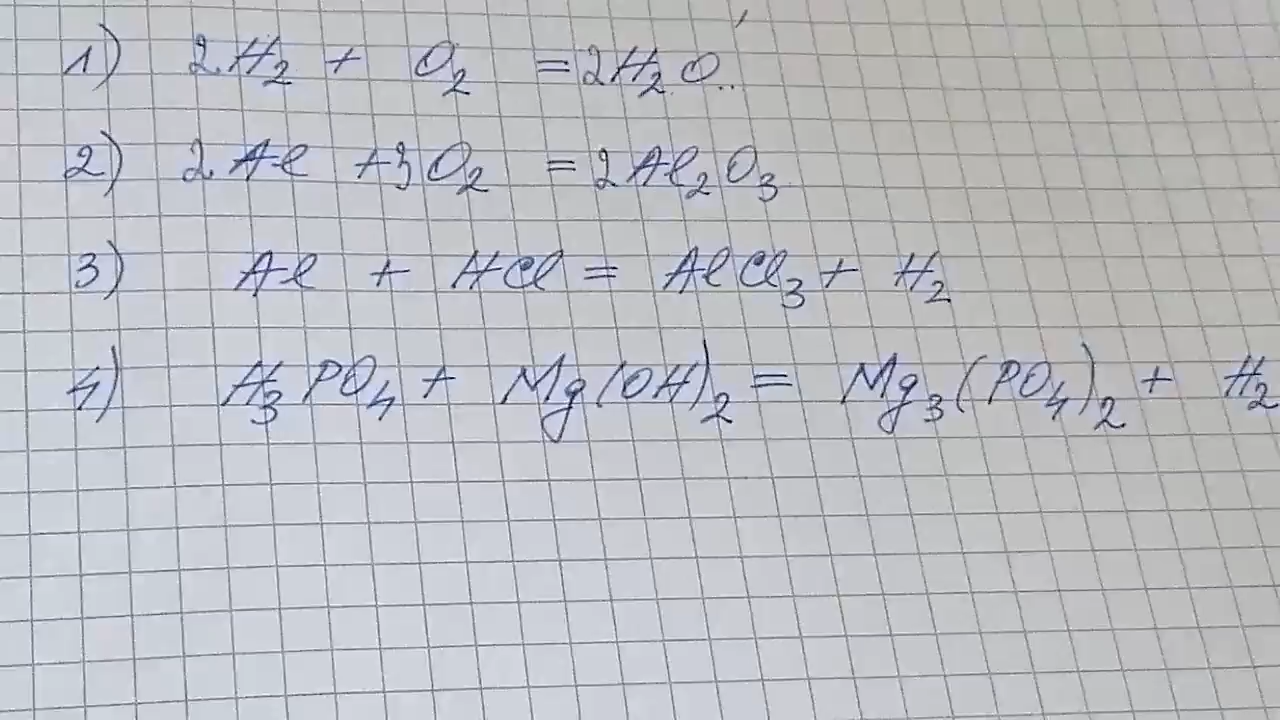 1) 2H₂ + O₂ = 2H₂O..
2) 2Al + 3O₂ = 2Al₂O₃
3) Al + HCl = AlCl₃ + H₂
4) H₃PO₄ + Mg(OH)₂ = Mg₃(PO₄)₂ + H₂